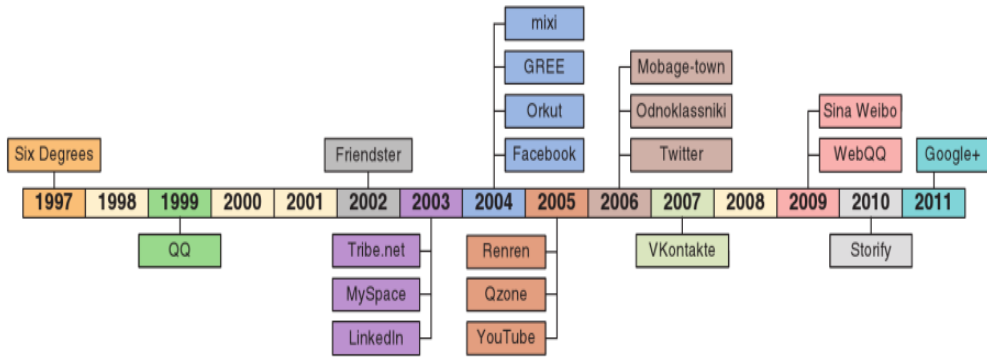 mixi
GREE
Mobage-town
Orkut
Odnoklassniki
Sina Weibo
Six Degrees
Friendster
Facebook
Twitter
WebQQ
Google+
1997 1998 1999 2000 2001 2002 2003 2004 2005 2006 2007 2008 2009 2010 2011
QQ
Tribe.net
Renren
VKontakte
Storify
MySpace
Qzone
LinkedIn
YouTube